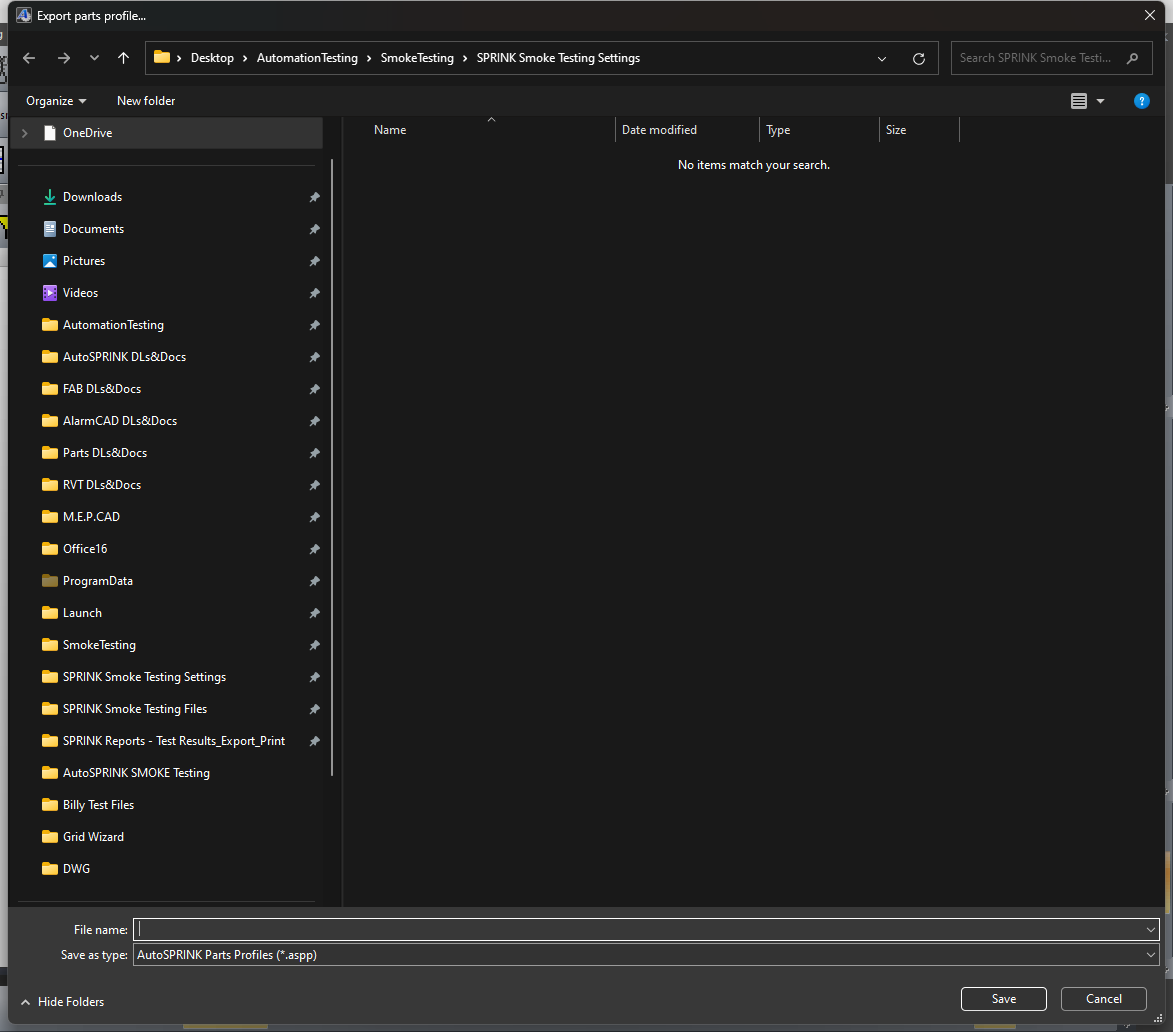 Export parts profile...
Desktop > AutomationTesting > SmokeTesting > SPRINK Smoke Testing Settings
Search SPRINK Smoke Testi...
Organize
New folder
?
OneDrive
Name
Date modified
Type
Size
No items match your search.
Downloads
Documents
Pictures
Videos
AutomationTesting
AutoSPRINK DLs&Docs
FAB DLs&Docs
AlarmCAD DLs&Docs
Parts DLs&Docs
RVT DLs&Docs
M.E.P.CAD
Office16
ProgramData
Launch
SmokeTesting
SPRINK Smoke Testing Settings
SPRINK Smoke Testing Files
SPRINK Reports - Test Results_Export_Print
AutoSPRINK SMOKE Testing
Billy Test Files
Grid Wizard
DWG
File name:
Save as type: AutoSPRINK Parts Profiles (*.aspp)
Hide Folders
Save
Cancel